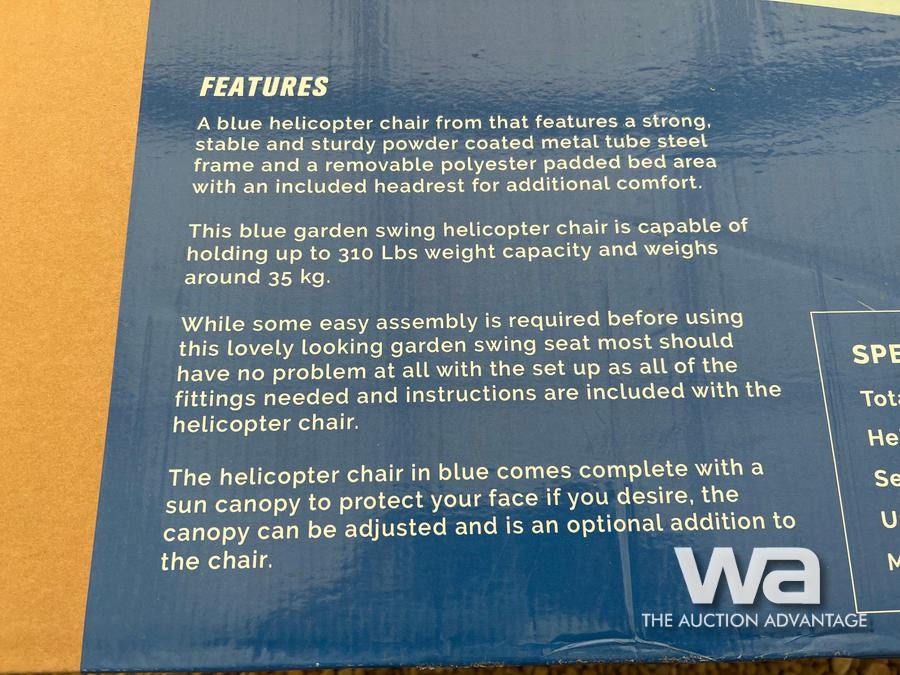 FEATURES
A blue helicopter chair from that features a strong,
stable and sturdy powder coated metal tube steel
frame and a removable polyester padded bed area
with an included headrest for additional comfort.
This blue garden swing helicopter chair is capable of
holding up to 310 Lbs weight capacity and weighs
around 35 kg.
While some easy assembly is required before using
this lovely looking garden swing seat most should
have no problem at all with the set up as all of the
fittings needed and instructions are included with the
helicopter chair.
The helicopter chair in blue comes complete with a
sun canopy to protect your face if you desire, the
canopy can be adjusted and is an optional addition to
the chair.
wa
THE AUCTION ADVANTAGE